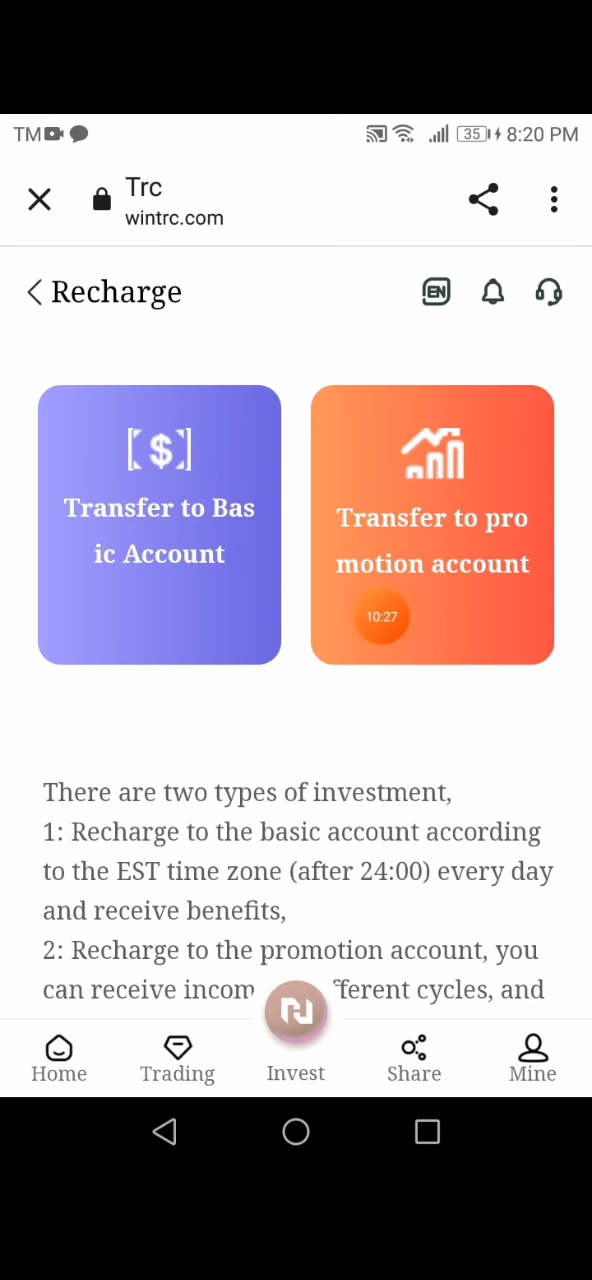 TM 35 8:20 PM
Trc
wintrc.com
Recharge
EN
Transfer to Bas
ic Account
Transfer to pro
motion account
10:27
There are two types of investment,
1: Recharge to the basic account according
to the EST time zone (after 24:00) every day
and receive benefits,
2: Recharge to the promotion account, you
can receive and
Home Trading Invest Share Mine